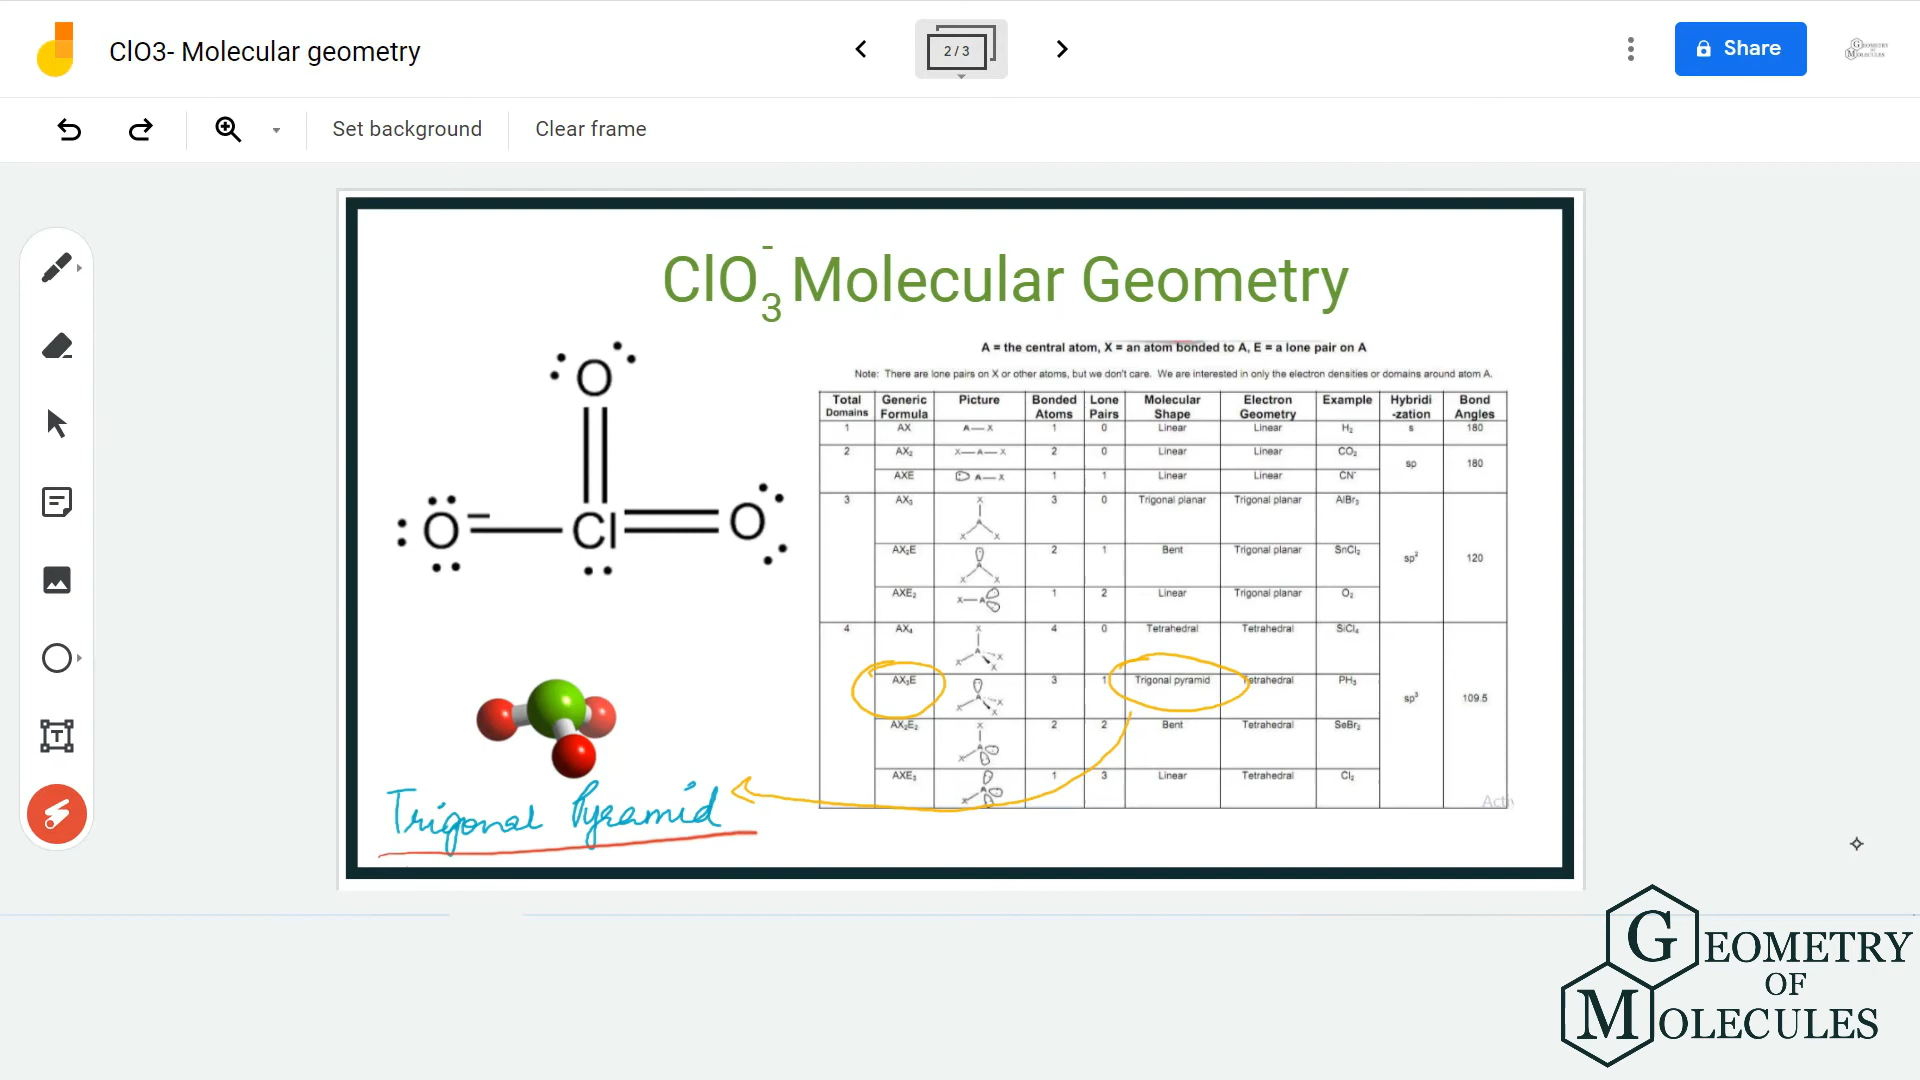 ClO3- Molecular geometry
2 / 3
Share
GEOMETRY OF MOLECULES
Set background
Clear frame
ClO₃⁻ Molecular Geometry
A = the central atom, X = an atom bonded to A, E = a lone pair on A
Note: There are lone pairs on X or other atoms, but we don't care. We are interested in only the electron densities or domains around atom A.
O
O⁻ Cl O
Total Domains Generic Formula Picture Bonded Atoms Lone Pairs Molecular Shape Electron Geometry Example Hybridi-zation Bond Angles
1 AX A—X 1 0 Linear Linear H₂ s 180
2 AX₂ X—A—X 2 0 Linear Linear CO₂ sp 180
AXE A—X 1 1 Linear Linear CN⁻
3 AX₃ X A X X 3 0 Trigonal planar Trigonal planar AlBr₃ sp² 120
AX₂E A X X 2 1 Bent Trigonal planar SnCl₂
AXE₂ X—A 1 2 Linear Trigonal planar O₂
4 AX₄ X A X X X 4 0 Tetrahedral Tetrahedral SiCl₄ sp³ 109.5
AX₃E A X X X 3 1 Trigonal pyramid Tetrahedral PH₃
AX₂E₂ X A X 2 2 Bent Tetrahedral SeBr₂
AXE₃ A X 1 3 Linear Tetrahedral Cl₂
Trigonal Pyramid
GEOMETRY
OF
MOLECULES